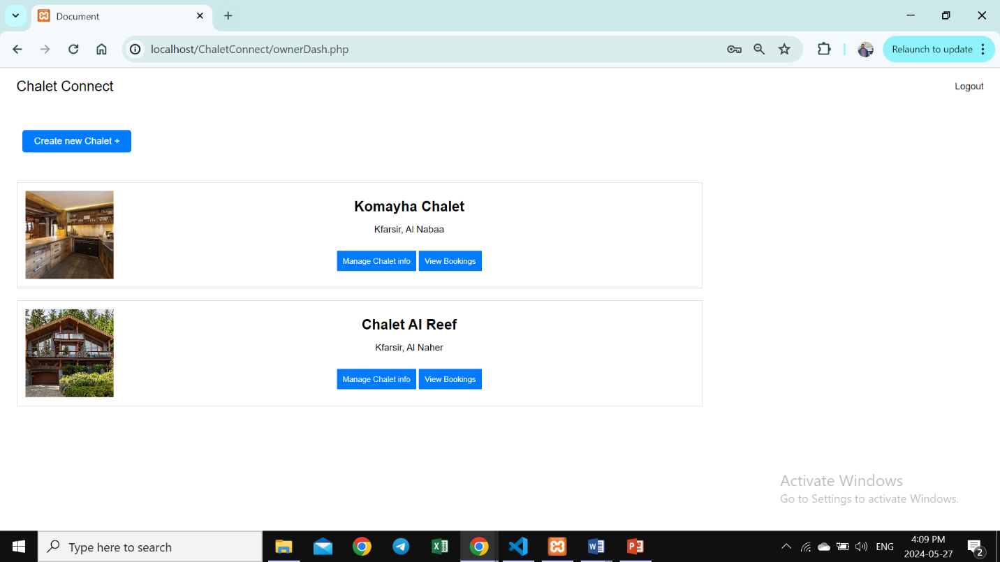 Document
localhost/ChaletConnect/ownerDash.php
Relaunch to update
Chalet Connect
Logout
Create new Chalet +
Komayha Chalet
Kfarsir, Al Nabaa
Manage Chalet info
View Bookings
Chalet Al Reef
Kfarsir, Al Naher
Manage Chalet info
View Bookings
Activate Windows
Go to Settings to activate Windows.
Type here to search
ENG
4:09 PM
2024-05-27
2